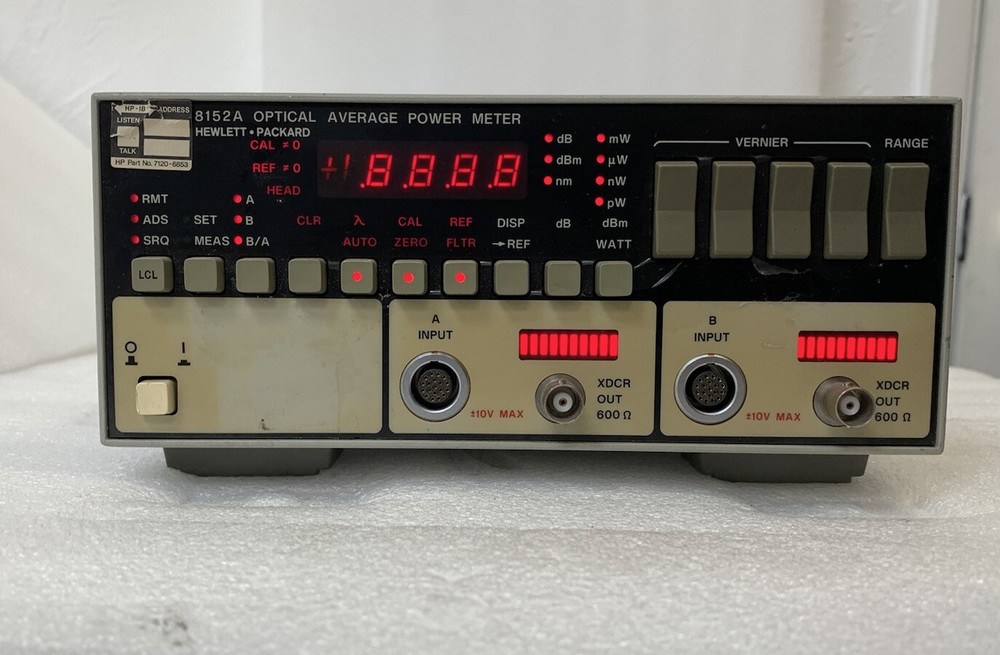 HP-IB ADDRESS
LISTEN
TALK
HP Part No. 7120-6853
8152A OPTICAL AVERAGE POWER METER
HEWLETT • PACKARD
CAL ≠ 0
REF ≠ 0
HEAD
+1.8.8.8.8
dB
dBm
nm
mW
µW
nW
pW
VERNIER
RANGE
RMT
ADS
SRQ
SET
MEAS
A
B
B/A
CLR
λ
AUTO
CAL
ZERO
REF
FLTR
DISP
→REF
dB
dBm
WATT
LCL
O
I
A
INPUT
±10V MAX
XDCR
OUT
600 Ω
B
INPUT
±10V MAX
XDCR
OUT
600 Ω